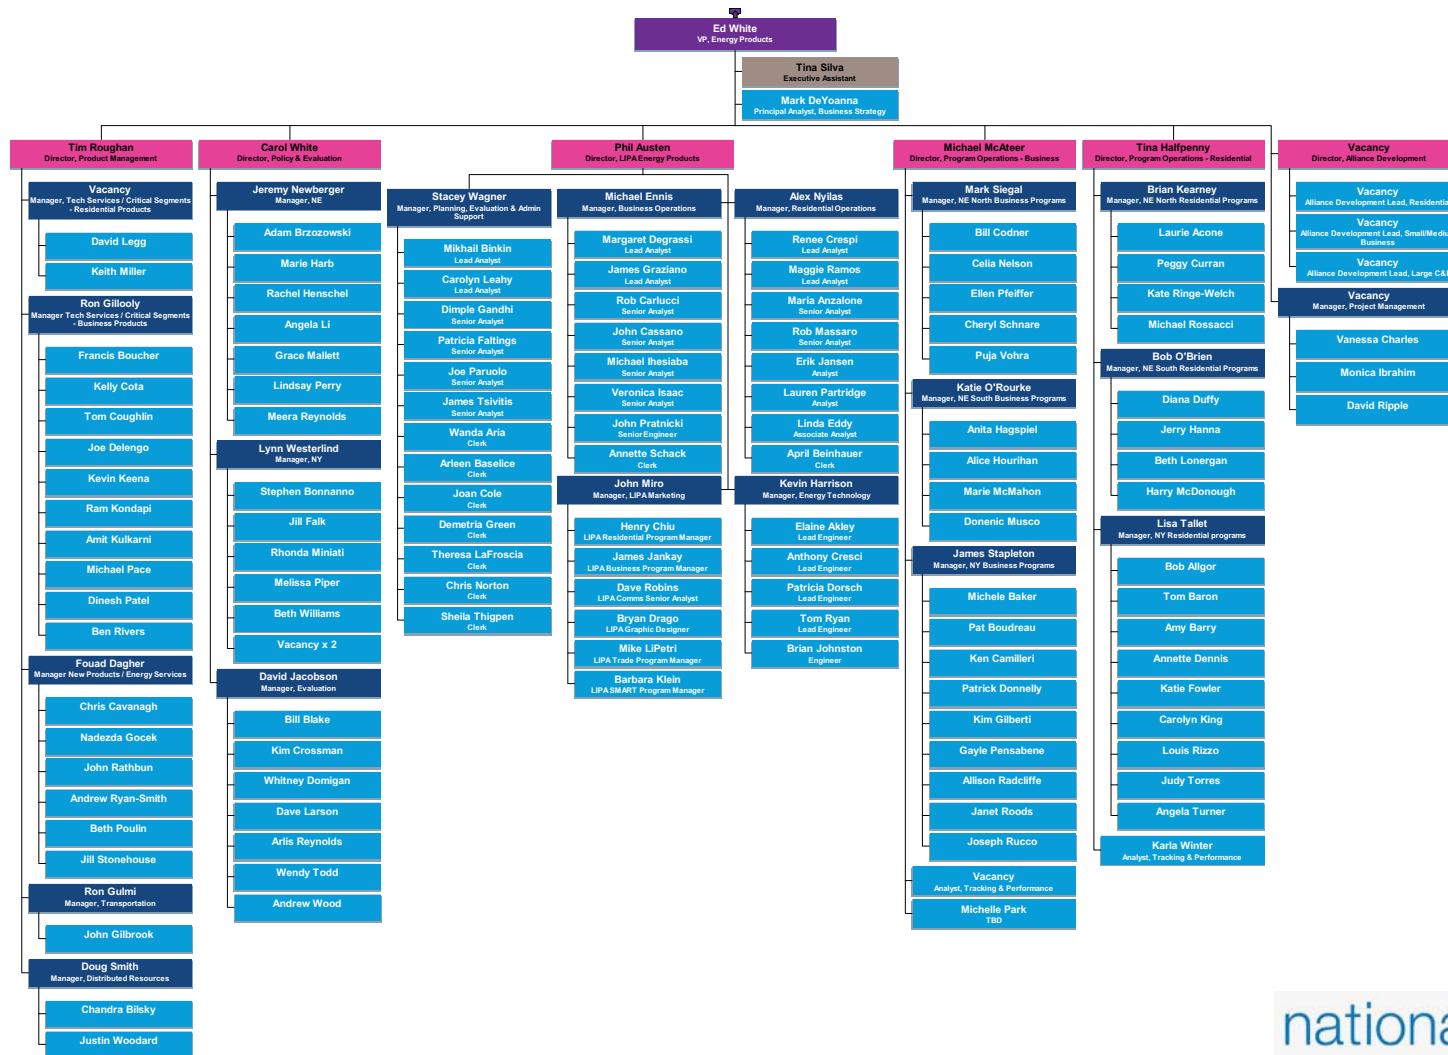 Ed White
VP, Energy Products
Tina Silva
Executive Assistant
Mark DeYoanna
Principal Analyst, Business Strategy
Tim Roughan
Director, Product Management
Vacancy
Manager, Tech Services / Critical Segments
- Residential Products
David Legg
Keith Miller
Ron Gillooly
Manager Tech Services / Critical Segments
- Business Products
Francis Boucher
Kelly Cota
Tom Coughlin
Joe Delengo
Kevin Keena
Ram Kondapi
Amit Kulkarni
Michael Pace
Dinesh Patel
Ben Rivers
Fouad Dagher
Manager New Products / Energy Services
Chris Cavanagh
Nadezda Gocek
John Rathbun
Andrew Ryan-Smith
Beth Poulin
Jill Stonehouse
Ron Gulmi
Manager, Transportation
John Gilbrook
Doug Smith
Manager, Distributed Resources
Chandra Bilsky
Justin Woodard
Carol White
Director, Policy & Evaluation
Jeremy Newberger
Manager, NE
Adam Brzozowski
Marie Harb
Rachel Henschel
Angela Li
Grace Mallett
Lindsay Perry
Meera Reynolds
Lynn Westerlind
Manager, NY
Stephen Bonnanno
Jill Falk
Rhonda Miniati
Melissa Piper
Beth Williams
Vacancy x 2
David Jacobson
Manager, Evaluation
Bill Blake
Kim Crossman
Whitney Domigan
Dave Larson
Arlis Reynolds
Wendy Todd
Andrew Wood
Phil Austen
Director, LIPA Energy Products
Stacey Wagner
Manager, Planning, Evaluation & Admin
Support
Mikhail Binkin
Lead Analyst
Carolyn Leahy
Lead Analyst
Dimple Gandhi
Senior Analyst
Patricia Faltings
Senior Analyst
Joe Paruolo
Senior Analyst
James Tsivitis
Senior Analyst
Wanda Aria
Clerk
Arleen Baselice
Clerk
Joan Cole
Clerk
Demetria Green
Clerk
Theresa LaFroscia
Clerk
Chris Norton
Clerk
Sheila Thigpen
Clerk
Michael Ennis
Manager, Business Operations
Margaret Degrassi
Lead Analyst
James Graziano
Lead Analyst
Rob Carlucci
Senior Analyst
John Cassano
Senior Analyst
Michael Ihesiaba
Senior Analyst
Veronica Isaac
Senior Analyst
John Pratnicki
Senior Engineer
Annette Schack
Clerk
John Miro
Manager, LIPA Marketing
Henry Chiu
LIPA Residential Program Manager
James Jankay
LIPA Business Program Manager
Dave Robins
LIPA Comms Senior Analyst
Bryan Drago
LIPA Graphic Designer
Mike LiPetri
LIPA Trade Program Manager
Barbara Klein
LIPA SMART Program Manager
Alex Nyilas
Manager, Residential Operations
Renee Crespi
Lead Analyst
Maggie Ramos
Lead Analyst
Maria Anzalone
Senior Analyst
Rob Massaro
Senior Analyst
Erik Jansen
Analyst
Lauren Partridge
Analyst
Linda Eddy
Associate Analyst
April Beinhauer
Clerk
Kevin Harrison
Manager, Energy Technology
Elaine Akley
Lead Engineer
Anthony Cresci
Lead Engineer
Patricia Dorsch
Lead Engineer
Tom Ryan
Lead Engineer
Brian Johnston
Engineer
Michael McAteer
Director, Program Operations - Business
Mark Siegal
Manager, NE North Business Programs
Bill Codner
Celia Nelson
Ellen Pfeiffer
Cheryl Schnare
Puja Vohra
Katie O'Rourke
Manager, NE South Business Programs
Anita Hagspiel
Alice Hourihan
Marie McMahon
Donenic Musco
James Stapleton
Manager, NY Business Programs
Michele Baker
Pat Boudreau
Ken Camilleri
Patrick Donnelly
Kim Gilberti
Gayle Pensabene
Allison Radcliffe
Janet Roods
Joseph Rucco
Vacancy
Analyst, Tracking & Performance
Michelle Park
TBD
Tina Halfpenny
Director, Program Operations - Residential
Brian Kearney
Manager, NE North Residential Programs
Laurie Acone
Peggy Curran
Kate Ringe-Welch
Michael Rossacci
Bob O'Brien
Manager, NE South Residential Programs
Diana Duffy
Jerry Hanna
Beth Lonergan
Harry McDonough
Lisa Tallet
Manager, NY Residential programs
Bob Allgor
Tom Baron
Amy Barry
Annette Dennis
Katie Fowler
Carolyn King
Louis Rizzo
Judy Torres
Angela Turner
Karla Winter
Analyst, Tracking & Performance
Vacancy
Director, Alliance Development
Vacancy
Alliance Development Lead, Residentia
Vacancy
Alliance Development Lead, Small/Mediu
Business
Vacancy
Alliance Development Lead, Large C&I
Vacancy
Manager, Project Management
Vanessa Charles
Monica Ibrahim
David Ripple
nationa